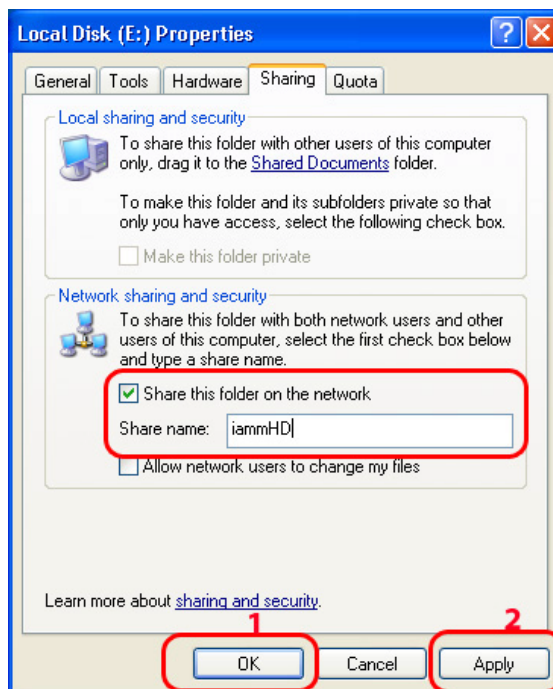 Local Disk (E:) Properties
General Tools Hardware Sharing Quota
Local sharing and security
To share this folder with other users of this computer
only, drag it to the Shared Documents folder.
To make this folder and its subfolders private so that
only you have access, select the following check box.
Make this folder private
Network sharing and security
To share this folder with both network users and other
users of this computer, select the first check box below
and type a share name.
Share this folder on the network
Share name: iammHD
Allow network users to change my files
Learn more about sharing and security.
1 2
OK Cancel Apply